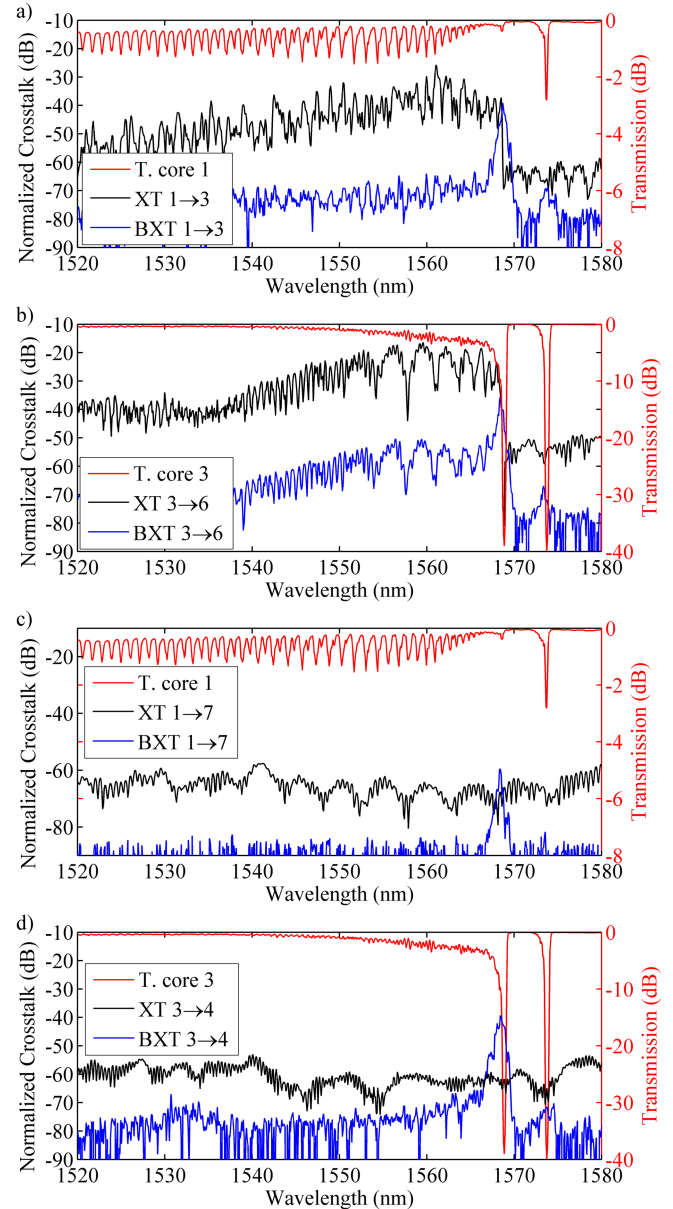 a)
-10
-20
-30
-40
-50
-60
-70
-80
-90
Normalized Crosstalk (dB)
T. core 1
XT 1→3
BXT 1→3
0
-2
-4
-6
-8
Transmission (dB)
1520 1530 1540 1550 1560 1570 1580
Wavelength (nm)
b)
-10
-20
-30
-40
-50
-60
-70
-80
-90
Normalized Crosstalk (dB)
T. core 3
XT 3→6
BXT 3→6
0
-10
-20
-30
-40
Transmission (dB)
1520 1530 1540 1550 1560 1570 1580
Wavelength (nm)
c)
-20
-40
-60
-80
Normalized Crosstalk (dB)
T. core 1
XT 1→7
BXT 1→7
0
-2
-4
-6
-8
Transmission (dB)
1520 1530 1540 1550 1560 1570 1580
Wavelength (nm)
d)
-10
-20
-30
-40
-50
-60
-70
-80
-90
Normalized Crosstalk (dB)
T. core 3
XT 3→4
BXT 3→4
0
-10
-20
-30
-40
Transmission (dB)
1520 1530 1540 1550 1560 1570 1580
Wavelength (nm)